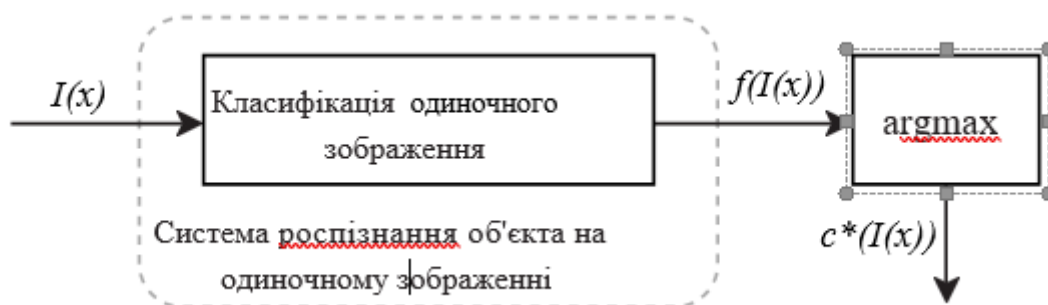 I(x)
Класифікація одиночного
зображення
f(I(x))
argmax
Система роспізнання об'єкта на
одиночному зображенні
c*(I(x))